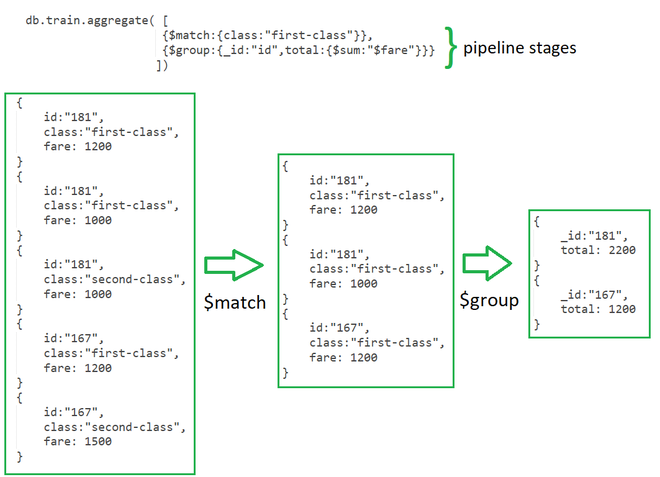 db.train.aggregate( [
{$match:{class:"first-class"}},
{$group:{_id:"id",total:{$sum:"$fare"}}}
])
pipeline stages
{
id:"181",
class:"first-class",
fare: 1200
}
{
id:"181",
class:"first-class",
fare: 1000
}
{
id:"181",
class:"second-class",
fare: 1000
}
{
id:"167",
class:"first-class",
fare: 1200
}
{
id:"167",
class:"second-class",
fare: 1500
}
$match
{
id:"181",
class:"first-class",
fare: 1200
}
{
id:"181",
class:"first-class",
fare: 1000
}
{
id:"167",
class:"first-class",
fare: 1200
}
$group
{
_id:"181",
total: 2200
}
{
_id:"167",
total: 1200
}